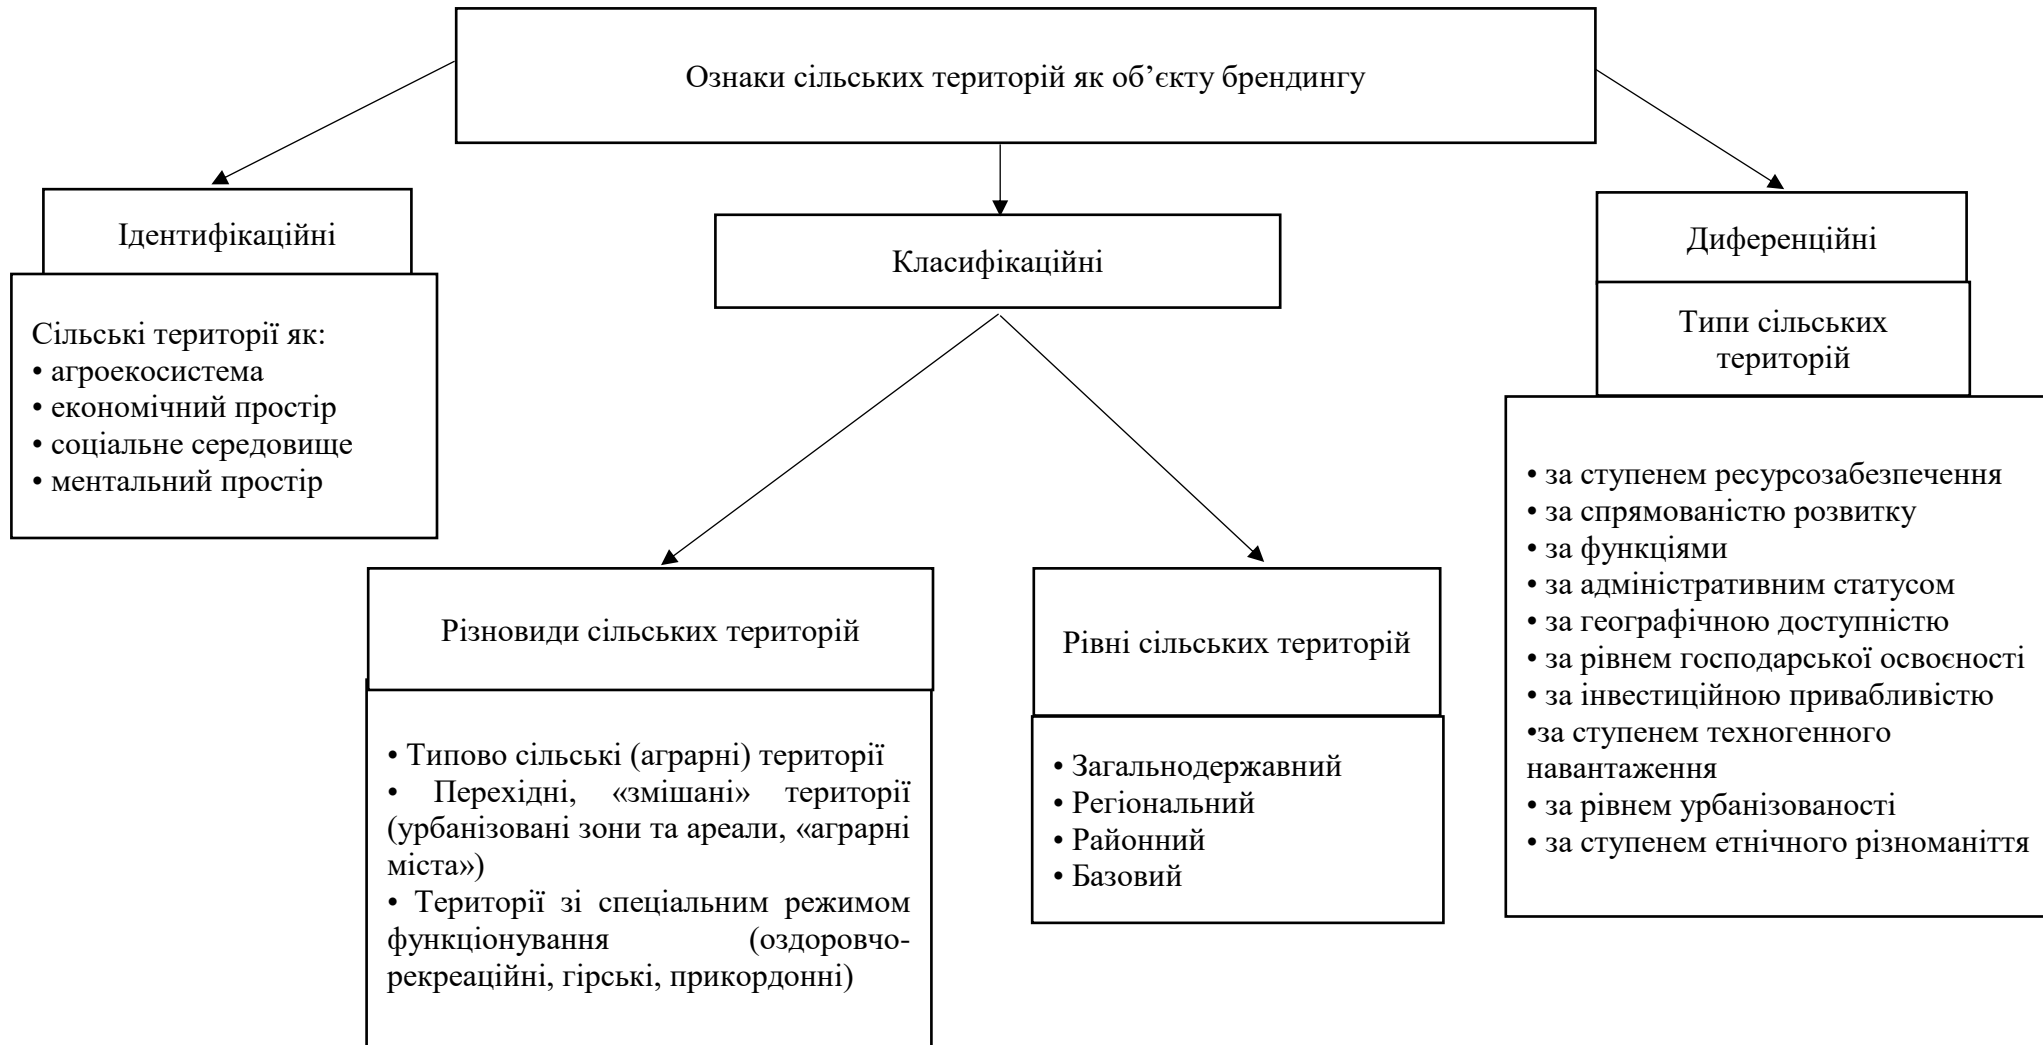 Ознаки сільських територій як об’єкту брендингу
Ідентифікаційні
Сільські території як:
• агроекосистема
• економічний простір
• соціальне середовище
• ментальний простір
Класифікаційні
Різновиди сільських територій
• Типово сільські (аграрні) території
• Перехідні, «змішані» території
(урбанізовані зони та ареали, «аграрні
міста»)
• Території зі спеціальним режимом
функціонування (оздоровчо-
рекреаційні, гірські, прикордонні)
Рівні сільських територій
• Загальнодержавний
• Регіональний
• Районний
• Базовий
Диференційні
Типи сільських
територій
• за ступенем ресурсозабезпечення
• за спрямованістю розвитку
• за функціями
• за адміністративним статусом
• за географічною доступністю
• за рівнем господарської освоєності
• за інвестиційною привабливістю
•за ступенем техногенного
навантаження
• за рівнем урбанізованості
• за ступенем етнічного різноманіття